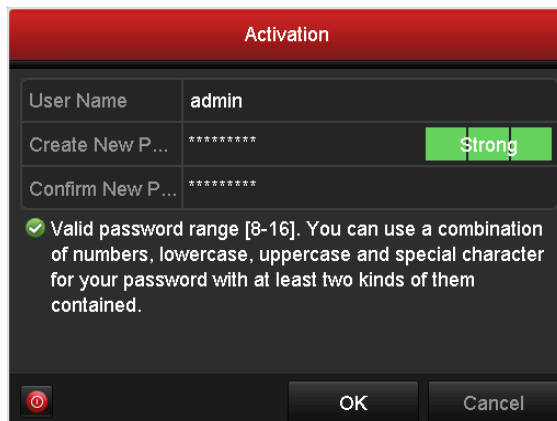 Activation
User Name admin
Create New P... ********* Strong
Confirm New P... *********
Valid password range [8-16]. You can use a combination
of numbers, lowercase, uppercase and special character
for your password with at least two kinds of them
contained.
OK Cancel